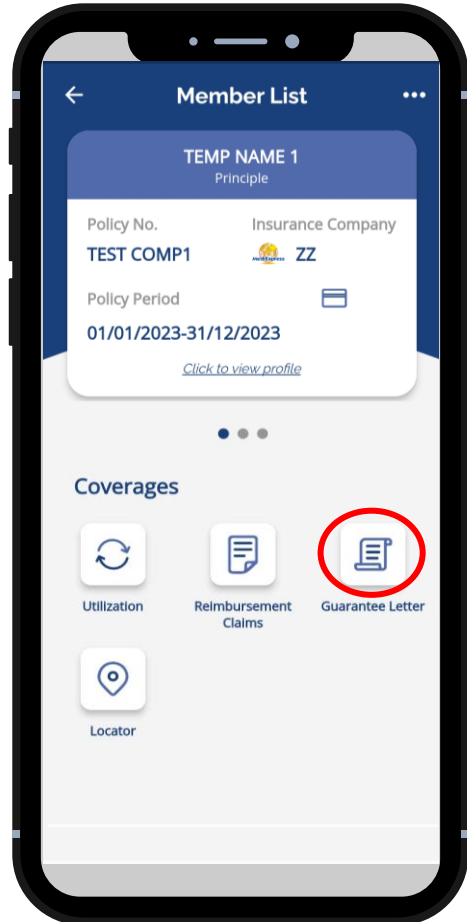 Member List
TEMP NAME 1
Principle
Policy No. Insurance Company
TEST COMP1 MediExpress ZZ
Policy Period
01/01/2023-31/12/2023
Click to view profile
Coverages
Utilization
Reimbursement
Claims
Guarantee Letter
Locator